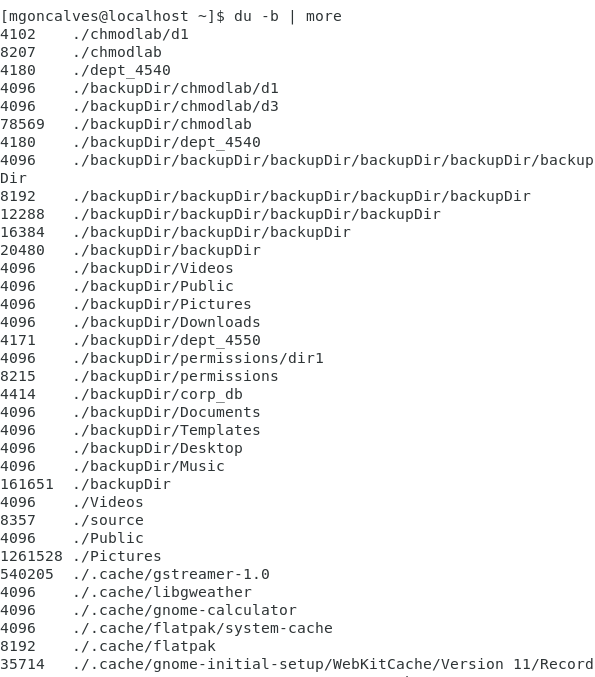 [mgoncalves@localhost ~]$ du -b | more
4102    ./chmodlab/d1
8207    ./chmodlab
4180    ./dept_4540
4096    ./backupDir/chmodlab/d1
4096    ./backupDir/chmodlab/d3
78569   ./backupDir/chmodlab
4180    ./backupDir/dept_4540
4096    ./backupDir/backupDir/backupDir/backupDir/backupDir/backup
Dir
8192    ./backupDir/backupDir/backupDir/backupDir/backupDir
12288   ./backupDir/backupDir/backupDir/backupDir
16384   ./backupDir/backupDir/backupDir
20480   ./backupDir/backupDir
4096    ./backupDir/Videos
4096    ./backupDir/Public
4096    ./backupDir/Pictures
4096    ./backupDir/Downloads
4171    ./backupDir/dept_4550
4096    ./backupDir/permissions/dir1
8215    ./backupDir/permissions
4414    ./backupDir/corp_db
4096    ./backupDir/Documents
4096    ./backupDir/Templates
4096    ./backupDir/Desktop
4096    ./backupDir/Music
161651  ./backupDir
4096    ./Videos
8357    ./source
4096    ./Public
1261528 ./Pictures
540205  ./.cache/gstreamer-1.0
4096    ./.cache/libgweather
4096    ./.cache/gnome-calculator
4096    ./.cache/flatpak/system-cache
8192    ./.cache/flatpak
35714   ./.cache/gnome-initial-setup/WebKitCache/Version 11/Record